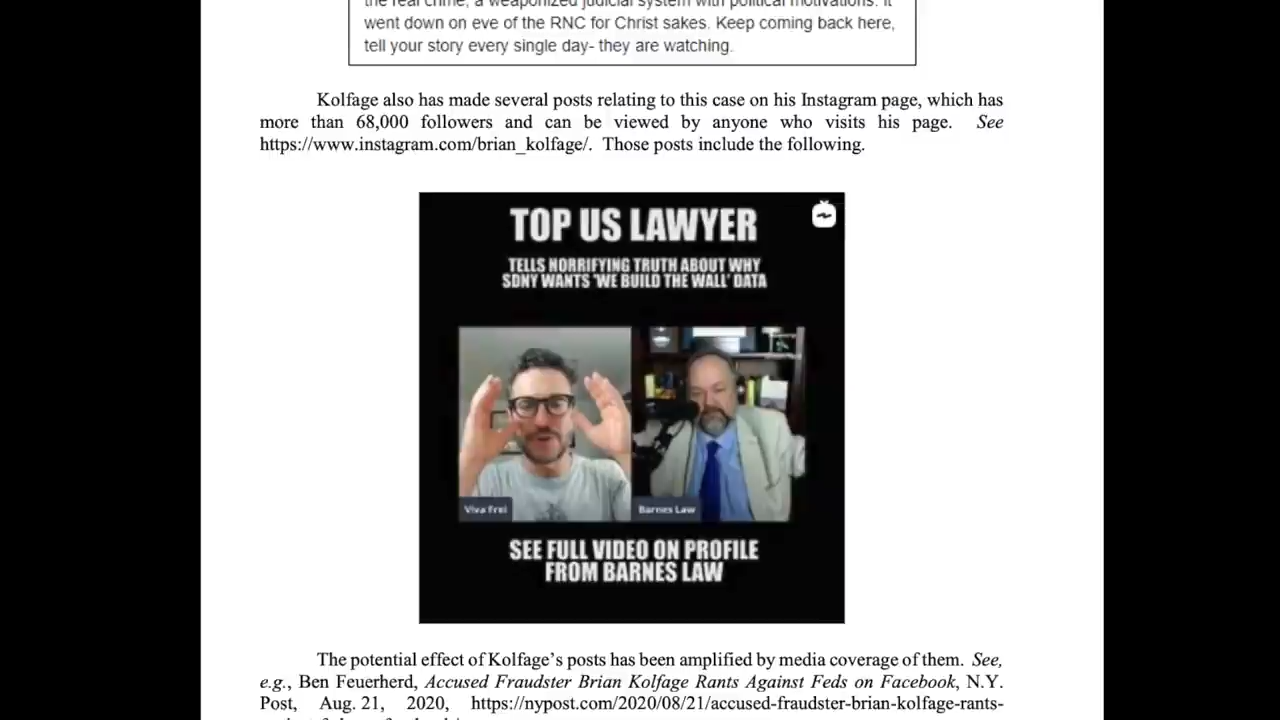 the real crime, a weaponized judicial system with political motivations. It
went down on eve of the RNC for Christ sakes. Keep coming back here,
tell your story every single day- they are watching.
Kolfage also has made several posts relating to this case on his Instagram page, which has
more than 68,000 followers and can be viewed by anyone who visits his page. See
https://www.instagram.com/brian_kolfage/. Those posts include the following.
TOP US LAWYER
TELLS NORRIFYING TRUTH ABOUT WHY
SDNY WANTS 'WE BUILD THE WALL' DATA
Viva Frei
Barnes Law
SEE FULL VIDEO ON PROFILE
FROM BARNES LAW
The potential effect of Kolfage's posts has been amplified by media coverage of them. See,
e.g., Ben Feuerherd, Accused Fraudster Brian Kolfage Rants Against Feds on Facebook, N.Y.
Post, Aug. 21, 2020, https://nypost.com/2020/08/21/accused-fraudster-brian-kolfage-rants-